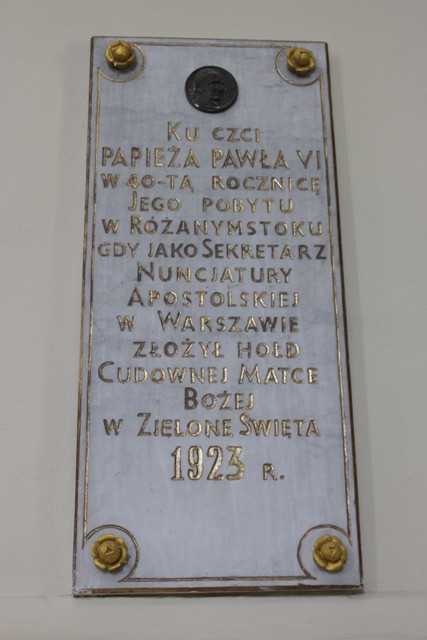 Ku czci
PAPIEŻA PAWŁA VI
w 40-TĄ ROCZNICĘ
JEGO POBYTU
w RÓŻANYMSTOKU
GDY JAKO SEKRETARZ
NUNCJATURY
APOSTOLSKIEJ
w WARSZAWIE
ZŁOŻYŁ HOŁD
CUDOWNEJ MATCE
BOŻEJ
w ZIELONE ŚWIĘTA
1923 R.